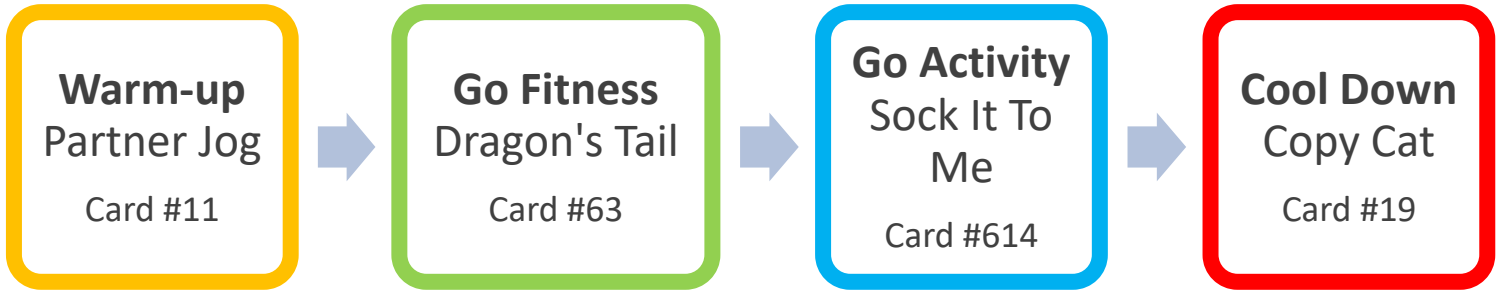 Warm-up
Partner Jog
Card #11
Go Fitness
Dragon's Tail
Card #63
Go Activity
Sock It To
Me
Card #614
Cool Down
Copy Cat
Card #19